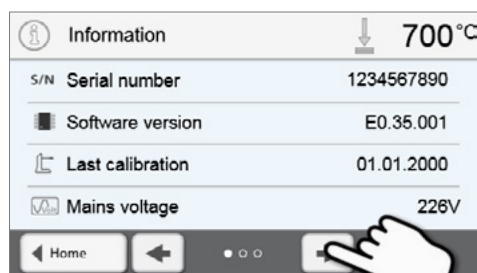 Information 700°C
S/N Serial number 1234567890
Software version E0.35.001
Last calibration 01.01.2000
Mains voltage 226V
Home